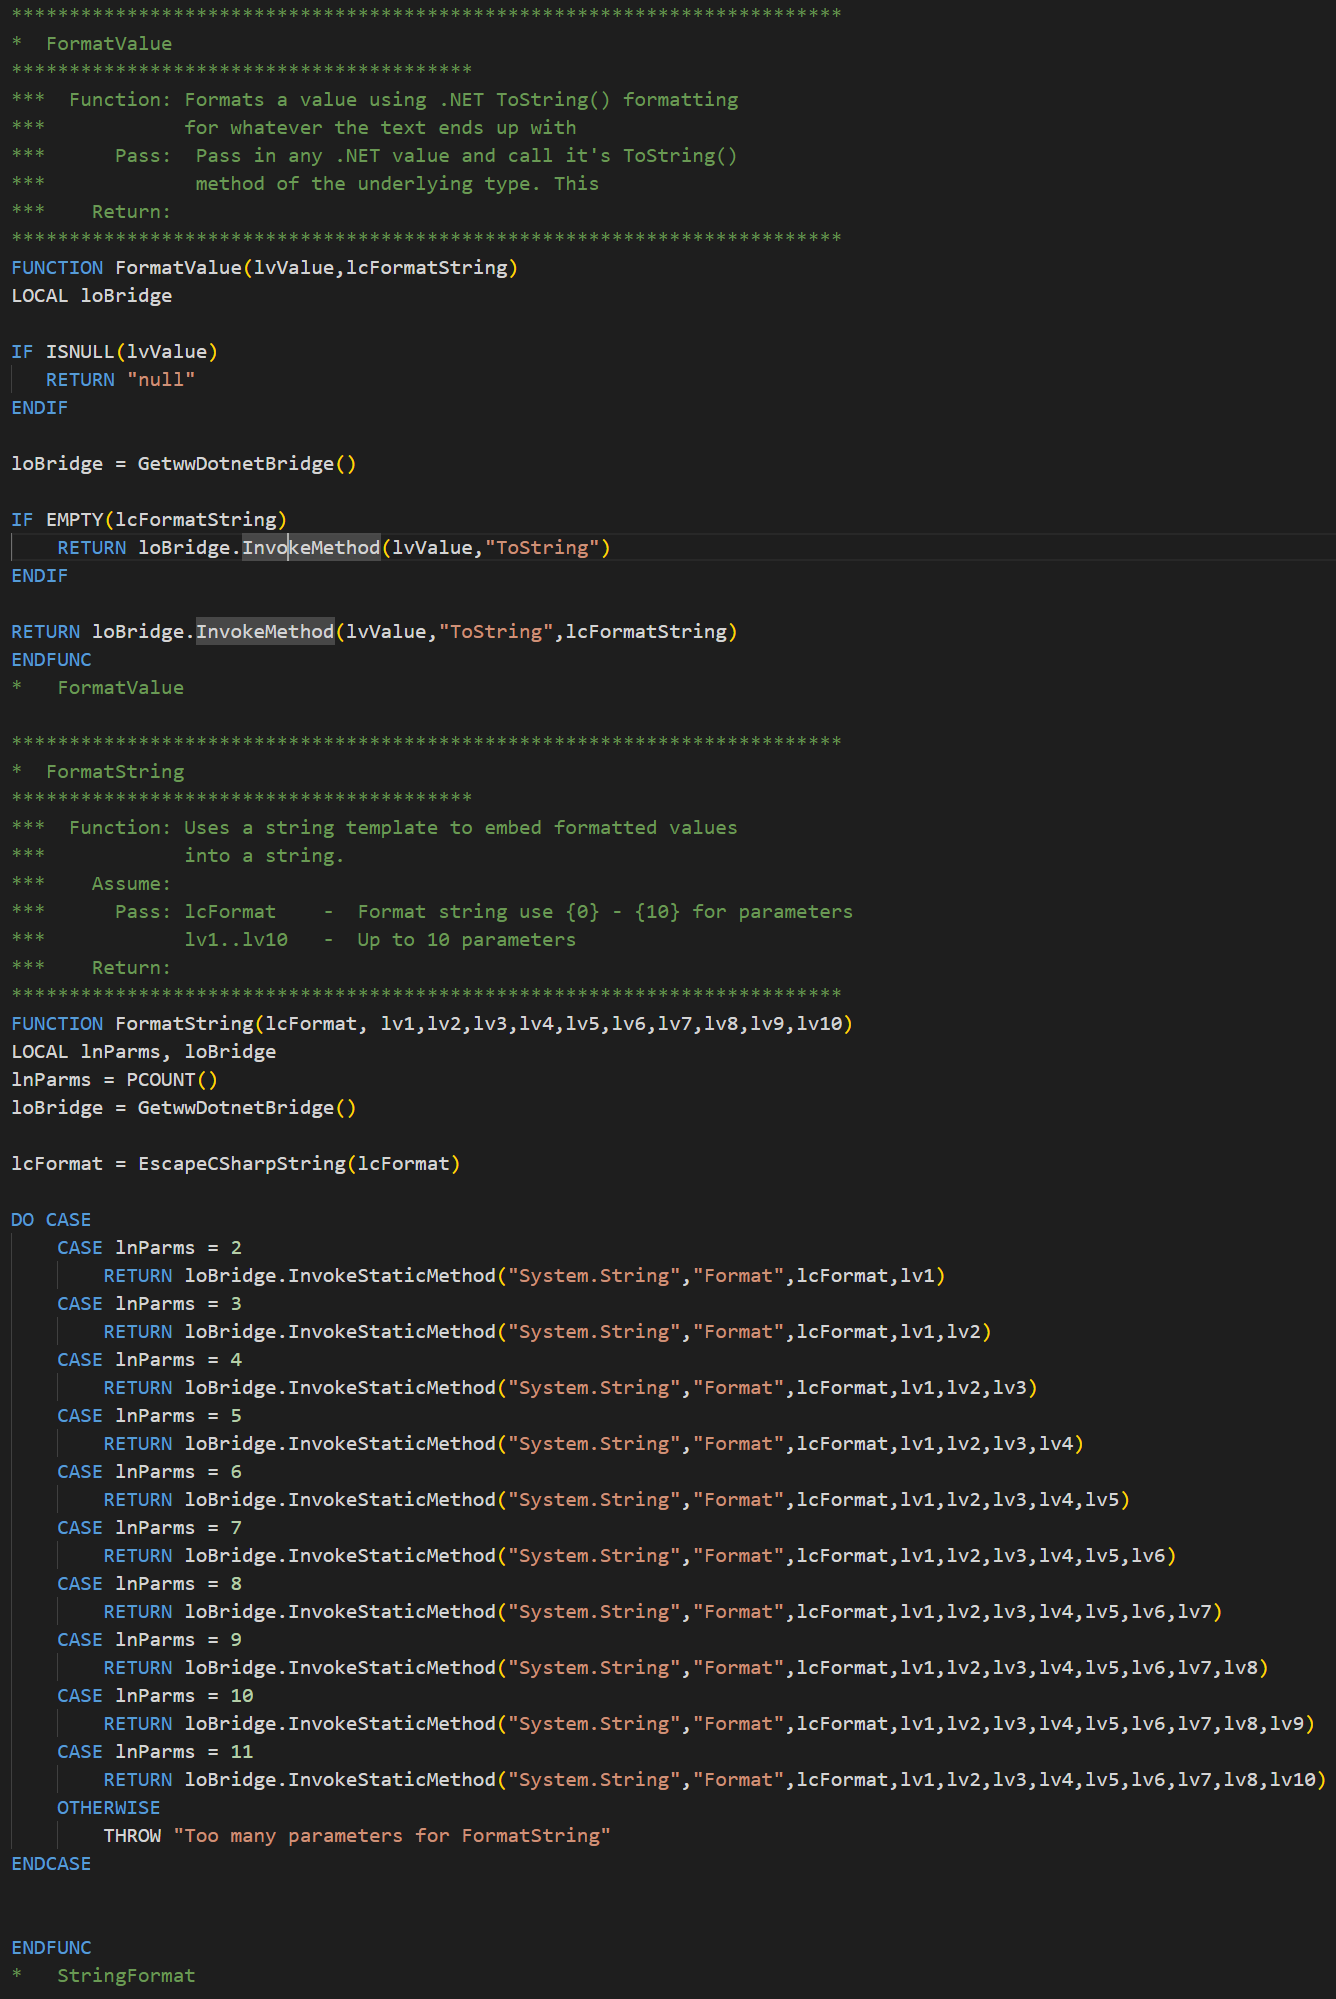 ************************************************************************
*  FormatValue
****************************************
***  Function: Formats a value using .NET ToString() formatting
***            for whatever the text ends up with
***      Pass:  Pass in any .NET value and call it's ToString()
***             method of the underlying type. This
***    Return:
************************************************************************
FUNCTION FormatValue(lvValue,lcFormatString)
LOCAL loBridge

IF ISNULL(lvValue)
   RETURN "null"
ENDIF

loBridge = GetwwDotnetBridge()

IF EMPTY(lcFormatString)
    RETURN loBridge.InvokeMethod(lvValue,"ToString")
ENDIF

RETURN loBridge.InvokeMethod(lvValue,"ToString",lcFormatString)
ENDFUNC
*   FormatValue

************************************************************************
*  FormatString
****************************************
***  Function: Uses a string template to embed formatted values
***            into a string.
***    Assume:
***      Pass: lcFormat    -  Format string use {0} - {10} for parameters
***            lv1..lv10   -  Up to 10 parameters
***    Return:
************************************************************************
FUNCTION FormatString(lcFormat, lv1,lv2,lv3,lv4,lv5,lv6,lv7,lv8,lv9,lv10)
LOCAL lnParms, loBridge
lnParms = PCOUNT()
loBridge = GetwwDotnetBridge()

lcFormat = EscapeCSharpString(lcFormat)

DO CASE
    CASE lnParms = 2
        RETURN loBridge.InvokeStaticMethod("System.String","Format",lcFormat,lv1)
    CASE lnParms = 3
        RETURN loBridge.InvokeStaticMethod("System.String","Format",lcFormat,lv1,lv2)
    CASE lnParms = 4
        RETURN loBridge.InvokeStaticMethod("System.String","Format",lcFormat,lv1,lv2,lv3)
    CASE lnParms = 5
        RETURN loBridge.InvokeStaticMethod("System.String","Format",lcFormat,lv1,lv2,lv3,lv4)
    CASE lnParms = 6
        RETURN loBridge.InvokeStaticMethod("System.String","Format",lcFormat,lv1,lv2,lv3,lv4,lv5)
    CASE lnParms = 7
        RETURN loBridge.InvokeStaticMethod("System.String","Format",lcFormat,lv1,lv2,lv3,lv4,lv5,lv6)
    CASE lnParms = 8
        RETURN loBridge.InvokeStaticMethod("System.String","Format",lcFormat,lv1,lv2,lv3,lv4,lv5,lv6,lv7)
    CASE lnParms = 9
        RETURN loBridge.InvokeStaticMethod("System.String","Format",lcFormat,lv1,lv2,lv3,lv4,lv5,lv6,lv7,lv8)
    CASE lnParms = 10
        RETURN loBridge.InvokeStaticMethod("System.String","Format",lcFormat,lv1,lv2,lv3,lv4,lv5,lv6,lv7,lv8,lv9)
    CASE lnParms = 11
        RETURN loBridge.InvokeStaticMethod("System.String","Format",lcFormat,lv1,lv2,lv3,lv4,lv5,lv6,lv7,lv8,lv10)
    OTHERWISE
        THROW "Too many parameters for FormatString"
ENDCASE


ENDFUNC
*   StringFormat